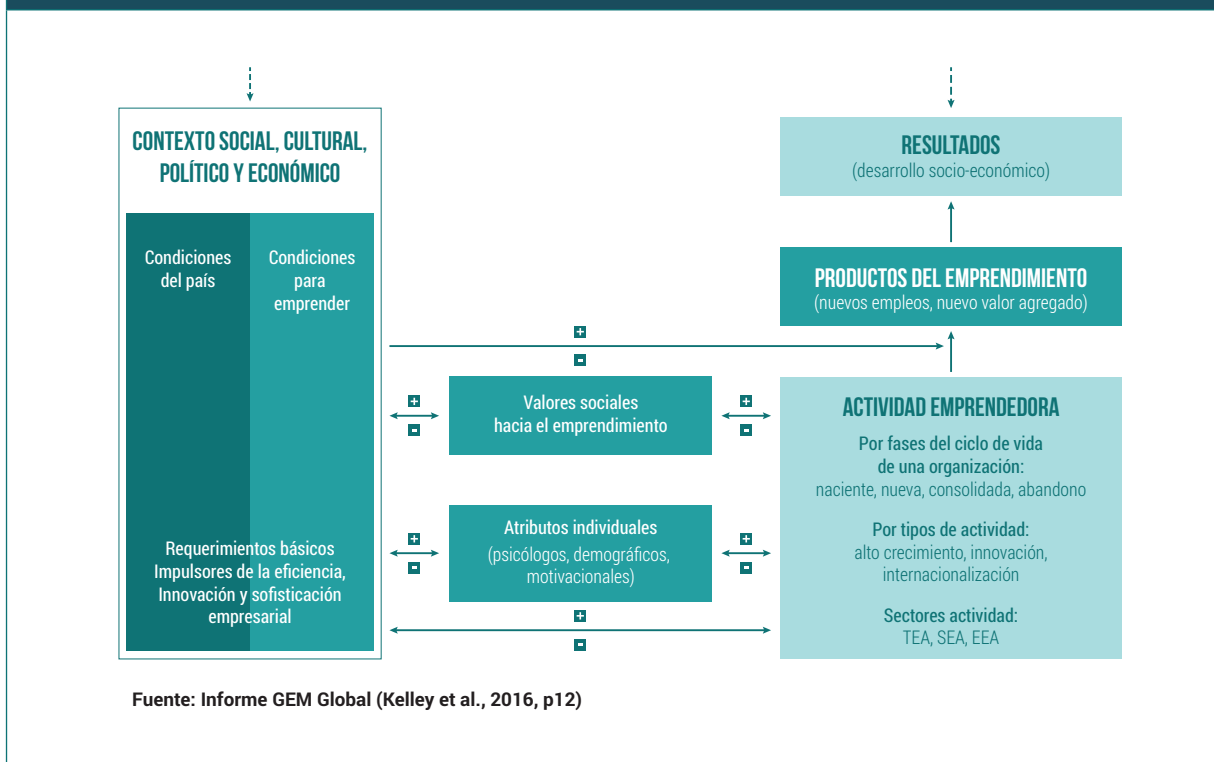 CONTEXTO SOCIAL, CULTURAL,
POLÍTICO Y ECONÓMICO
Condiciones
del país
Condiciones
para
emprender
Requerimientos básicos
Impulsores de la eficiencia,
Innovación y sofisticación
empresarial
+
-
+
-
Valores sociales
hacia el emprendimiento
+
-
+
-
Atributos individuales
(psicólogos, demográficos,
motivacionales)
+
-
+
-
RESULTADOS
(desarrollo socio-económico)
PRODUCTOS DEL EMPRENDIMIENTO
(nuevos empleos, nuevo valor agregado)
ACTIVIDAD EMPRENDEDORA
Por fases del ciclo de vida
de una organización:
naciente, nueva, consolidada, abandono
Por tipos de actividad:
alto crecimiento, innovación,
internacionalización
Sectores actividad:
TEA, SEA, EEA
Fuente: Informe GEM Global (Kelley et al., 2016, p12)